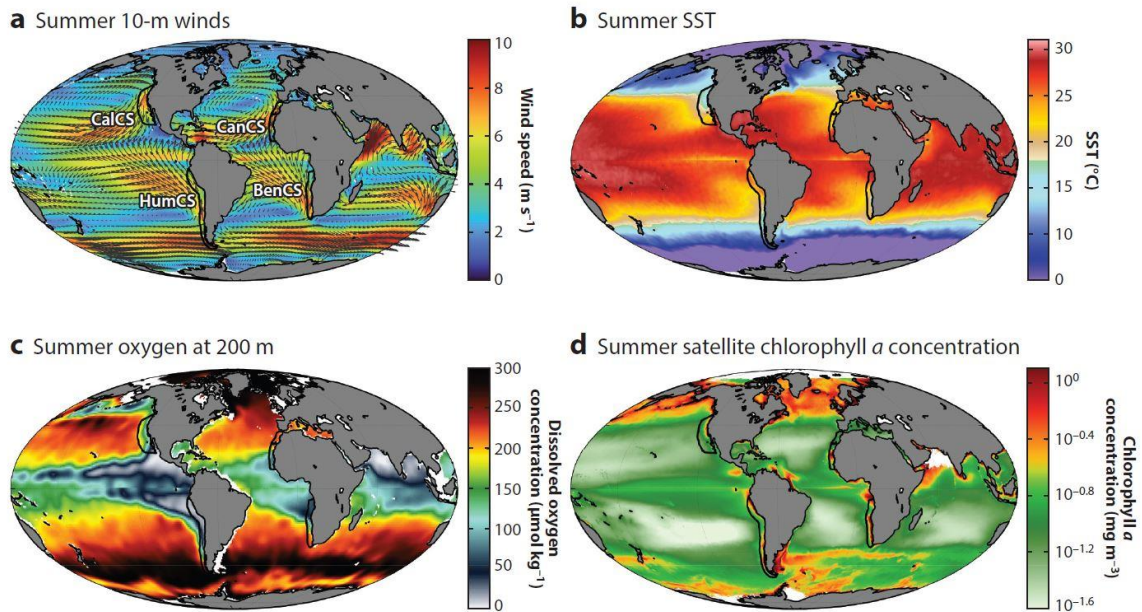 a Summer 10-m winds
CalCS
CanCS
HumCS
BenCS
10
8
6
4
2
0
Wind speed (m s⁻¹)
b Summer SST
30
25
20
15
10
0
SST (°C)
c Summer oxygen at 200 m
300
250
200
150
100
50
0
Dissolved oxygen
concentration (μmol kg⁻¹)
d Summer satellite chlorophyll a concentration
10⁰
10⁻⁰·⁴
10⁻⁰·⁸
10⁻¹·²
10⁻¹·⁶
Chlorophyll a
concentration (mg m⁻³)